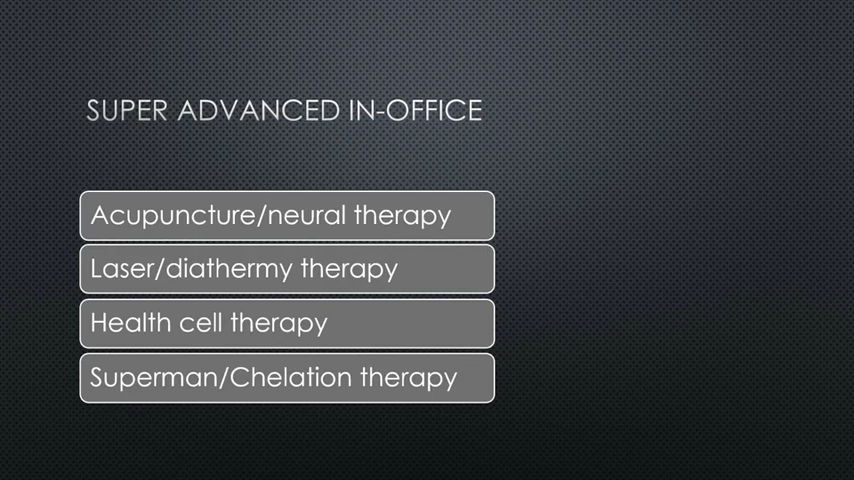 SUPER ADVANCED IN-OFFICE
Acupuncture/neural therapy
Laser/diathermy therapy
Health cell therapy
Superman/Chelation therapy